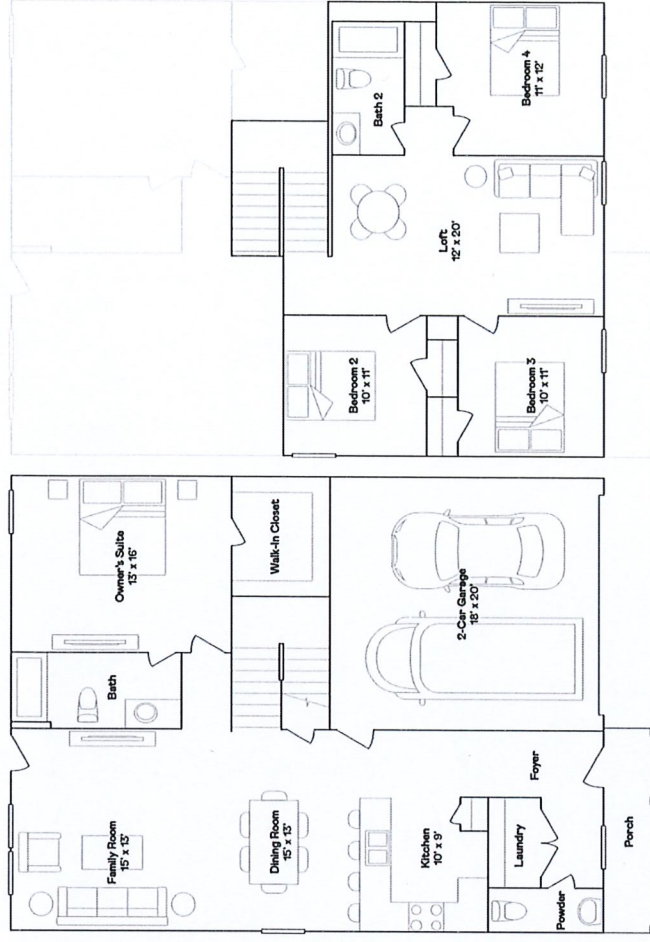 Family Room
15' x 13'
Dining Room
15' x 13'
Kitchen
10' x 9'
Laundry
Powder
Foyer
Porch
Bath
Owner's Suite
13' x 16'
Walk-In Closet
2-Car Garage
18' x 20'
Bedroom 2
10' x 11'
Bedroom 3
10' x 11'
Loft
12' x 20'
Bath 2
Bedroom 4
11' x 12'